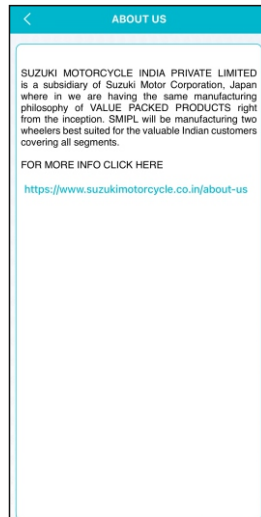 ABOUT US
SUZUKI MOTORCYCLE INDIA PRIVATE LIMITED
is a subsidiary of Suzuki Motor Corporation, Japan
where in we are having the same manufacturing
philosophy of VALUE PACKED PRODUCTS right
from the inception. SMIPL will be manufacturing two
wheelers best suited for the valuable Indian customers
covering all segments.
FOR MORE INFO CLICK HERE
https://www.suzukimotorcycle.co.in/about-us